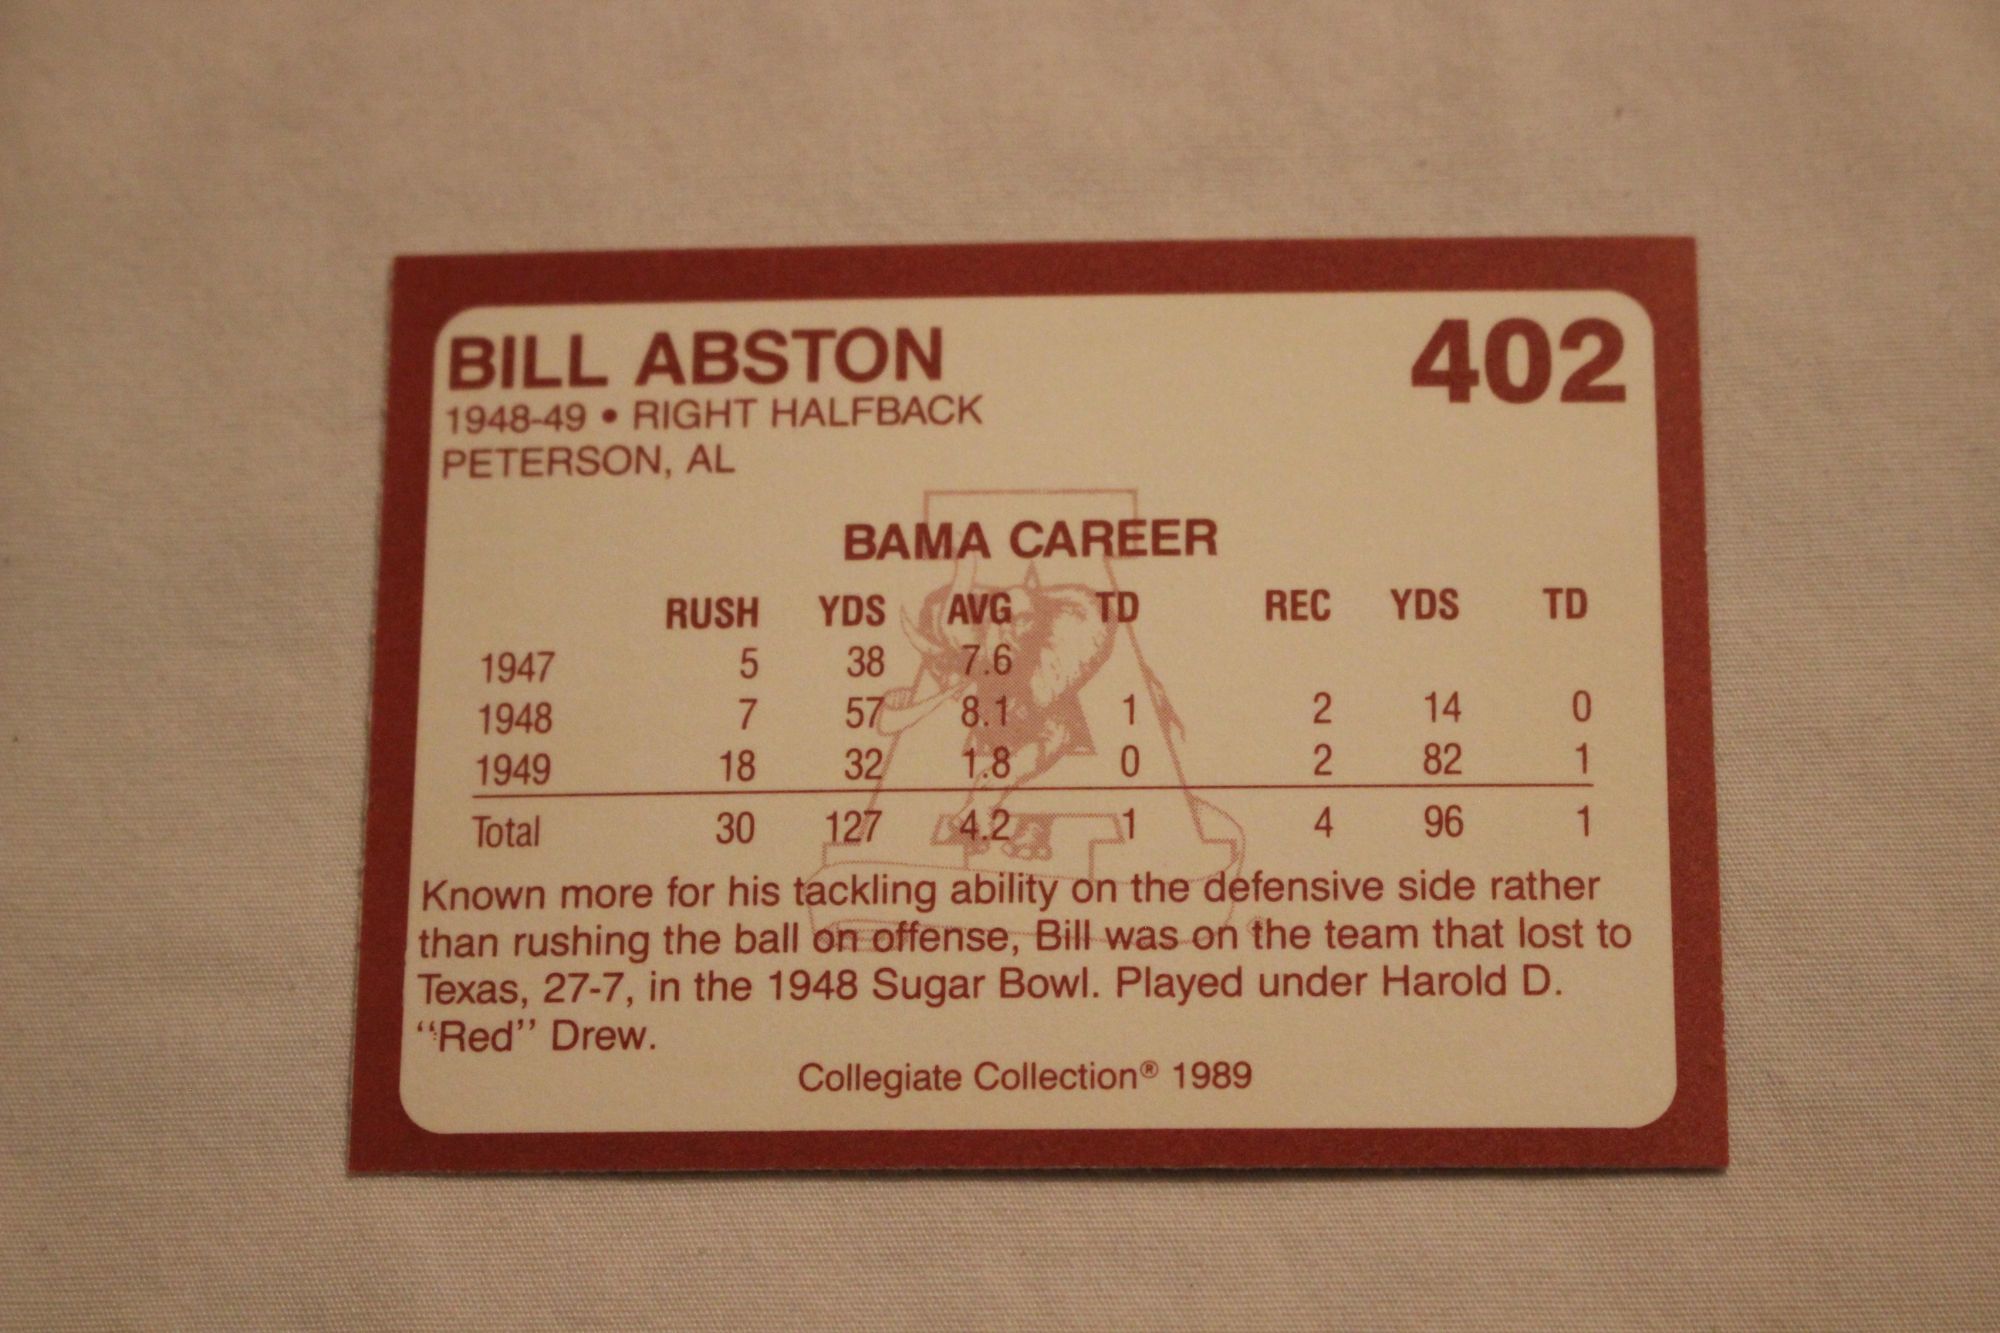 BILL ABSTON 402
1948-49 • RIGHT HALFBACK
PETERSON, AL
BAMA CAREER
RUSH YDS AVG TD REC YDS TD
1947 5 38 7.6
1948 7 57 8.1 1 2 14 0
1949 18 32 1.8 0 2 82 1
Total 30 127 4.2 1 4 96 1
Known more for his tackling ability on the defensive side rather
than rushing the ball on offense, Bill was on the team that lost to
Texas, 27-7, in the 1948 Sugar Bowl. Played under Harold D.
‘‘Red’’ Drew.
Collegiate Collection® 1989